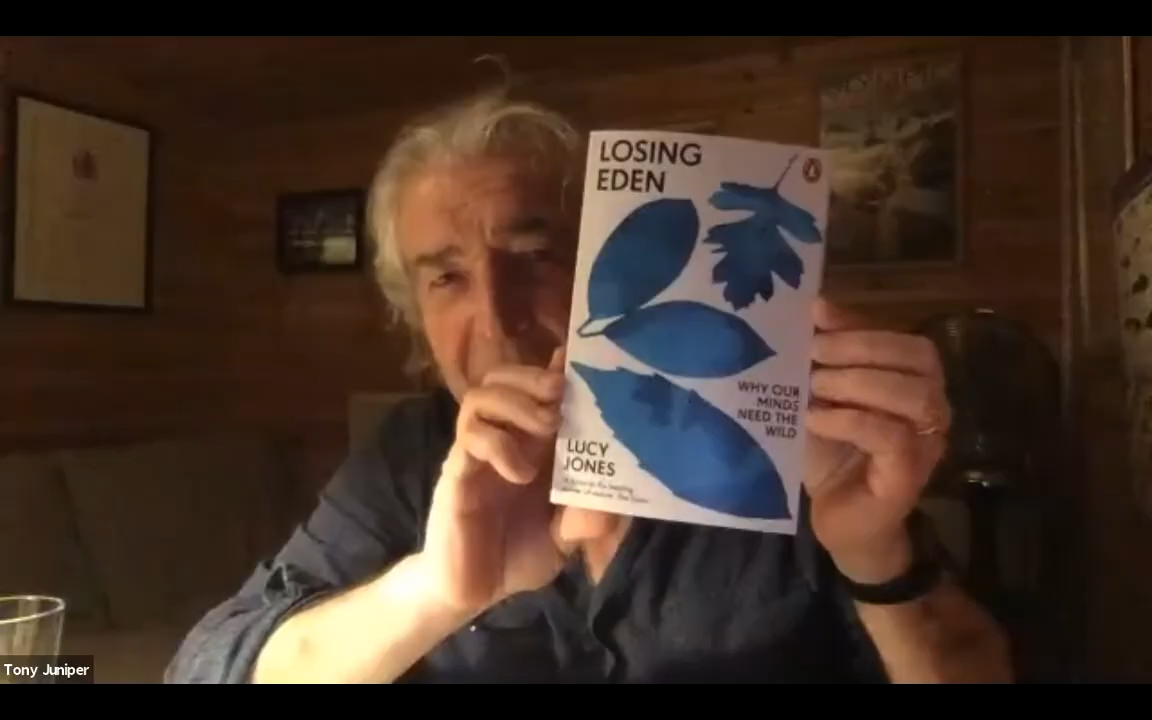 LOSING
EDEN
WHY OUR
MINDS
NEED THE
WILD
LUCY
JONES
Tony Juniper